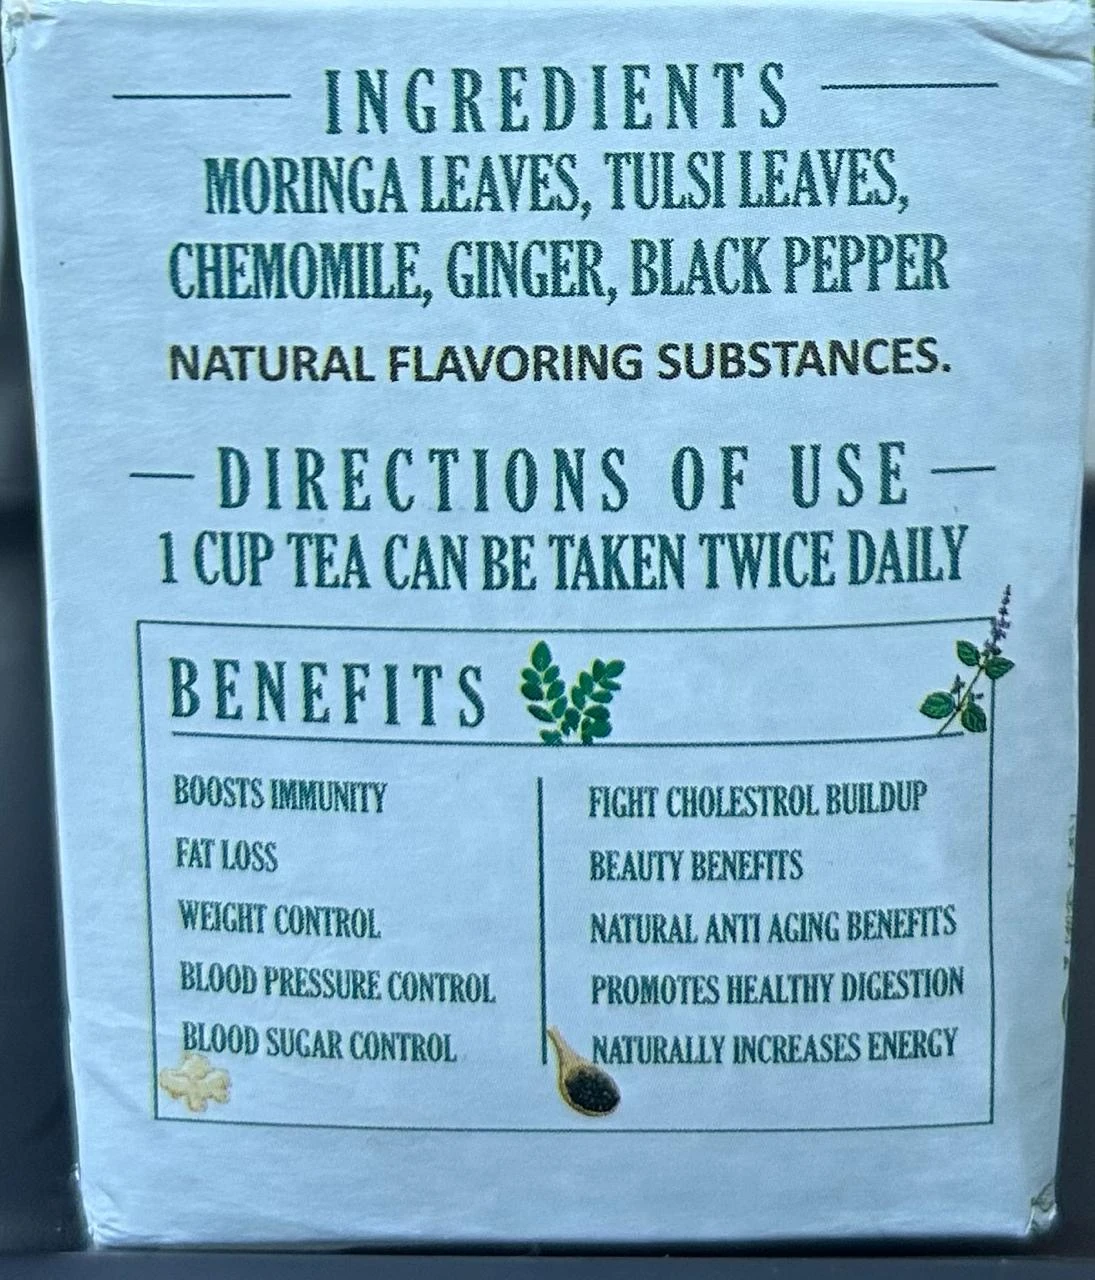 INGREDIENTS
MORINGA LEAVES, TULSI LEAVES,
CHEMOMILE, GINGER, BLACK PEPPER
NATURAL FLAVORING SUBSTANCES.
DIRECTIONS OF USE
1 CUP TEA CAN BE TAKEN TWICE DAILY
BENEFITS
BOOSTS IMMUNITY
FAT LOSS
WEIGHT CONTROL
BLOOD PRESSURE CONTROL
BLOOD SUGAR CONTROL
FIGHT CHOLESTROL BUILDUP
BEAUTY BENEFITS
NATURAL ANTI AGING BENEFITS
PROMOTES HEALTHY DIGESTION
NATURALLY INCREASES ENERGY